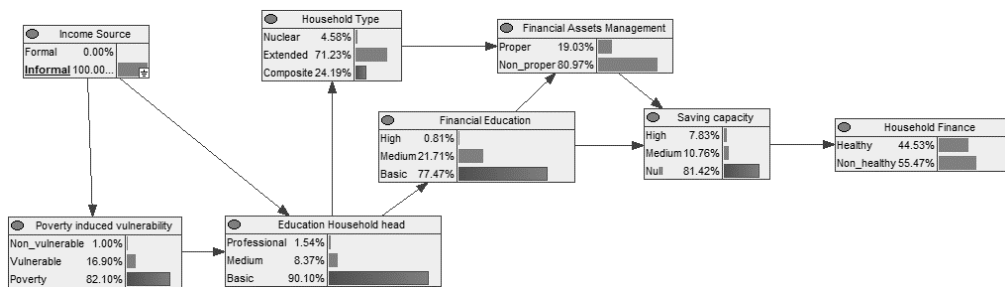 Income Source
Formal 0.00%
Informal 100.00...
Household Type
Nuclear 4.58%
Extended 71.23%
Composite 24.19%
Financial Assets Management
Proper 19.03%
Non_proper 80.97%
Financial Education
High 0.81%
Medium 21.71%
Basic 77.47%
Saving capacity
High 7.83%
Medium 10.76%
Null 81.42%
Household Finance
Healthy 44.53%
Non_healthy 55.47%
Poverty induced vulnerability
Non_vulnerable 1.00%
Vulnerable 16.90%
Poverty 82.10%
Education Household head
Professional 1.54%
Medium 8.37%
Basic 90.10%